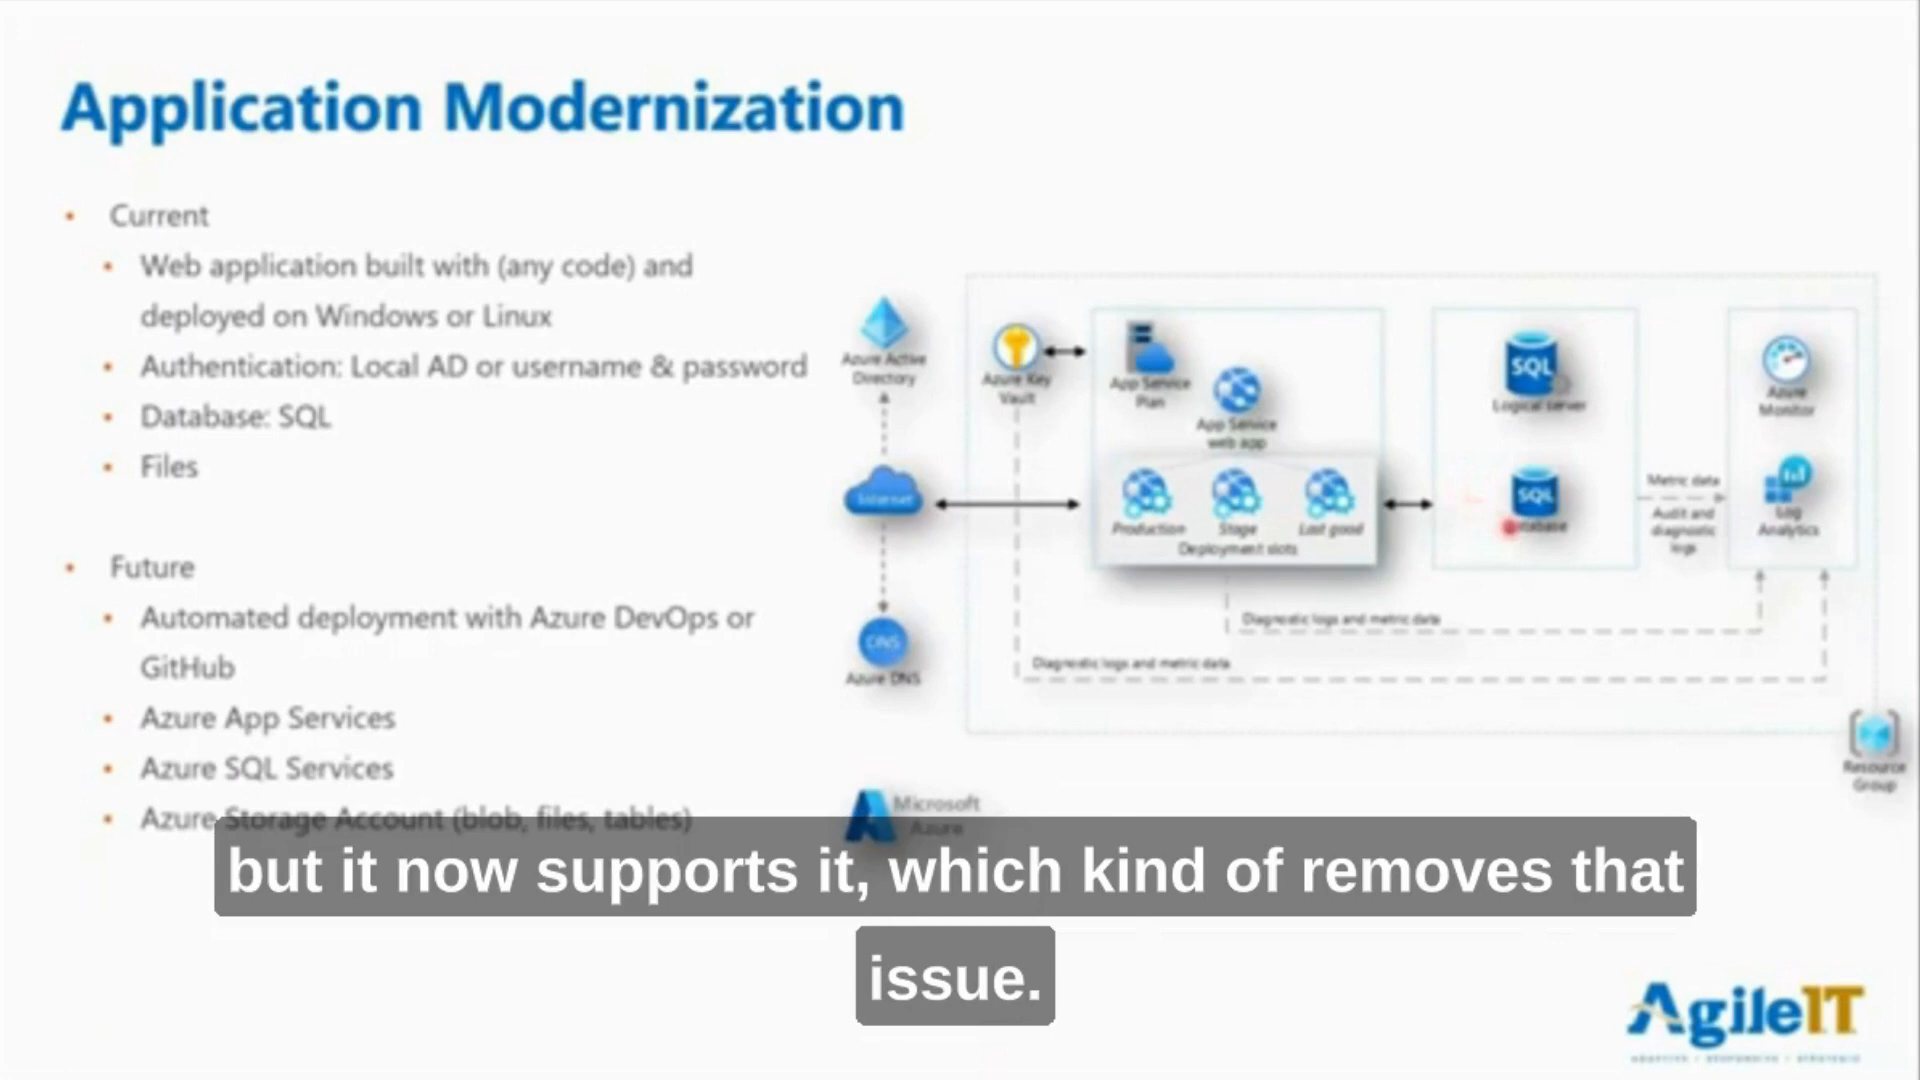 Application Modernization
• Current
• Web application built with (any code) and
deployed on Windows or Linux
• Authentication: Local AD or username & password
• Database: SQL
• Files
• Future
• Automated deployment with Azure DevOps or
GitHub
• Azure App Services
• Azure SQL Services
• Azure Storage Account (blob, files, tables)
Azure Active
Directory
Internet
DNS
Azure DNS
Azure Key
Vault
App Service
Plan
App Service
web app
Production
Stage
Last good
Deployment slots
SQL
Logical server
SQL
Database
Metric data
Audit and
diagnostic
logs
Azure
Monitor
Log
Analytics
Diagnostic logs and metric data
Diagnostic logs and metric data
Resource
Group
Microsoft
Azure
but it now supports it, which kind of removes that
issue.
AgileIT